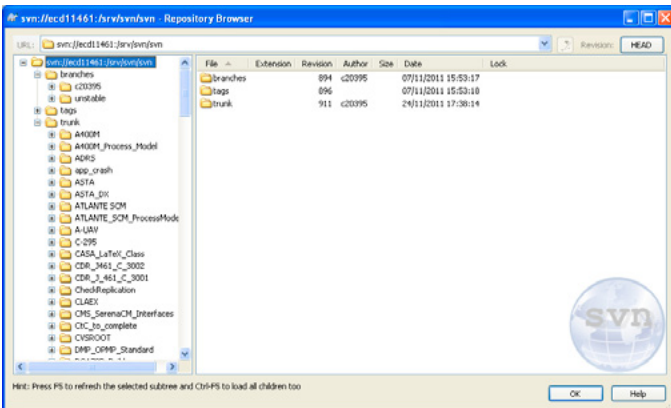 svn://ecd11461:/srv/svn/svn - Repository Browser
URL: svn://ecd11461:/srv/svn/svn Revision: HEAD
svn://ecd11461:/srv/svn/svn
branches
c20395
unstable
tags
trunk
A400M
A400M_Process_Model
ADRS
app_crash
ASTA
ASTA_DX
ATLANTE SCM
ATLANTE_SCM_ProcessMode
A-UAV
C-295
CASA_LaTeX_Class
CDR_J461_C_3002
CDR_J_461_C_3001
CheckReplication
CLAEX
CMS_SerenaCM_Interfaces
CtC_to_complete
CVSROOT
DMP_OPMP_Standard
File Extension Revision Author Size Date Lock
branches 894 c20395 07/11/2011 15:53:17
tags 896 07/11/2011 15:53:18
trunk 911 c20395 24/11/2011 17:38:14
svn
Hint: Press F5 to refresh the selected subtree and Ctrl-F5 to load all children too
OK Help